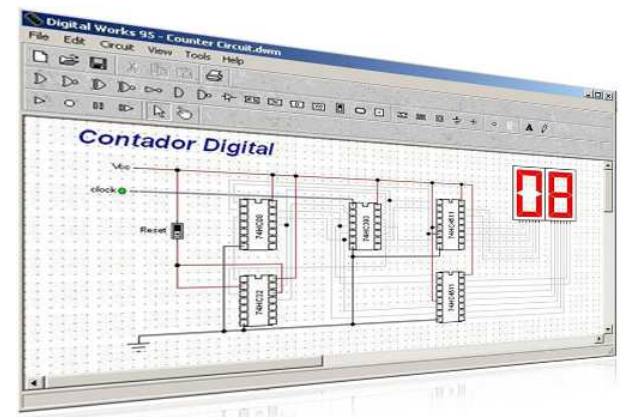 Digital Works 95 - Counter Circuit.dwm
File Edit Circuit View Tools Help
A
Contador Digital
Vcc
clock
Reset
74HC00
74HC390
74HC4511
74HC32
74HC4511
08